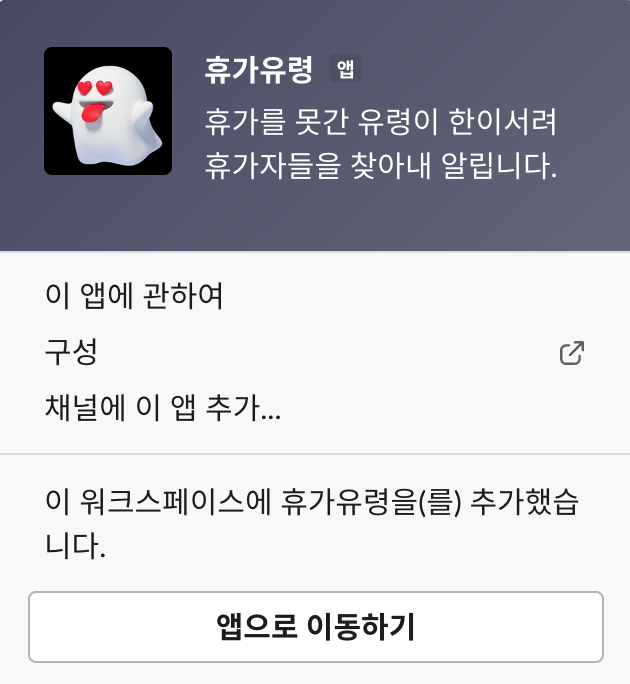 휴가유령 앱
휴가를 못간 유령이 한이서려
휴가자들을 찾아내 알립니다.
이 앱에 관하여
구성
채널에 이 앱 추가...
이 워크스페이스에 휴가유령을(를) 추가했습
니다.
앱으로 이동하기